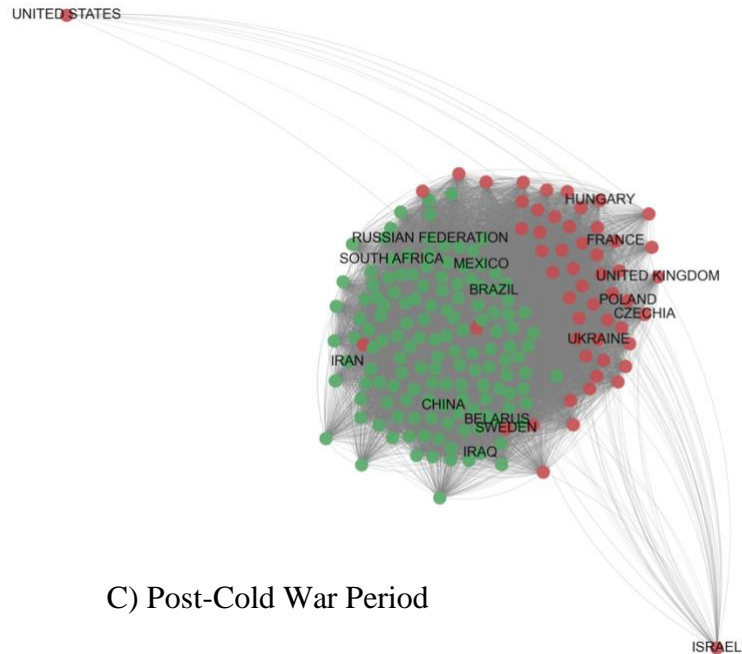 UNITED STATES
HUNGARY
RUSSIAN FEDERATION
FRANCE
SOUTH AFRICA
MEXICO
UNITED KINGDOM
BRAZIL
POLAND
CZECHIA
UKRAINE
IRAN
CHINA
BELARUS
SWEDEN
IRAQ
C) Post-Cold War Period
ISRAEL